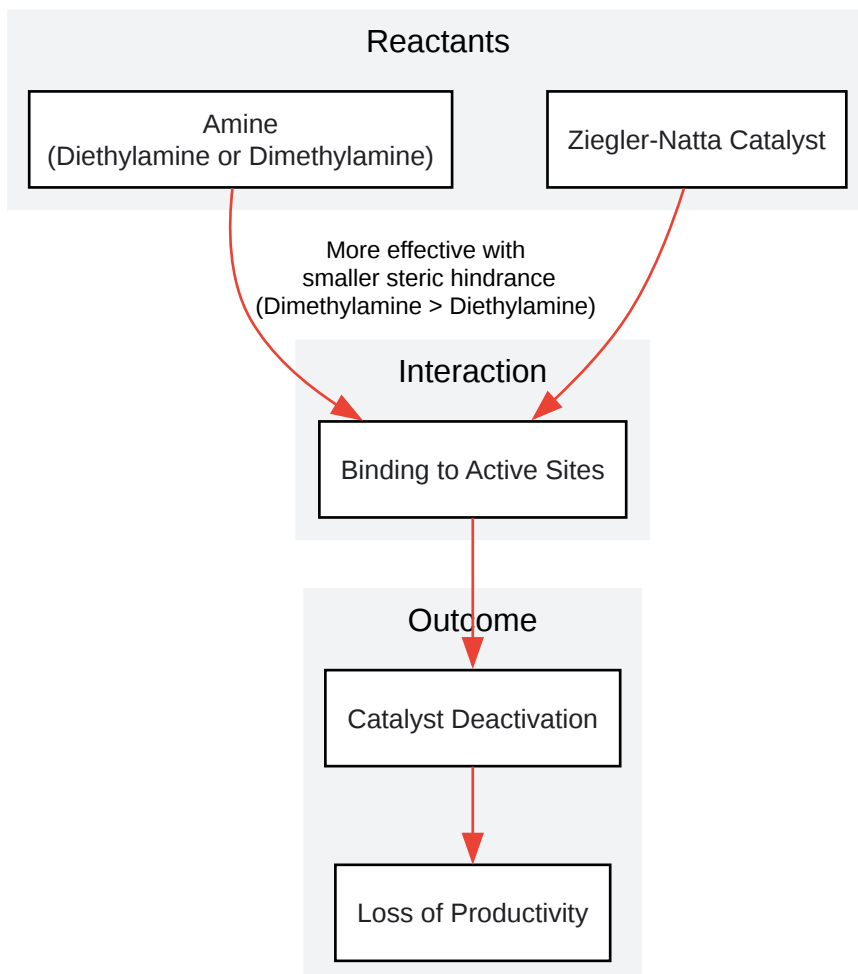 Reactants
Amine
(Diethylamine or Dimethylamine)
Ziegler-Natta Catalyst
More effective with
smaller steric hindrance
(Dimethylamine > Diethylamine)
Interaction
Binding to Active Sites
Outcome
Catalyst Deactivation
Loss of Productivity